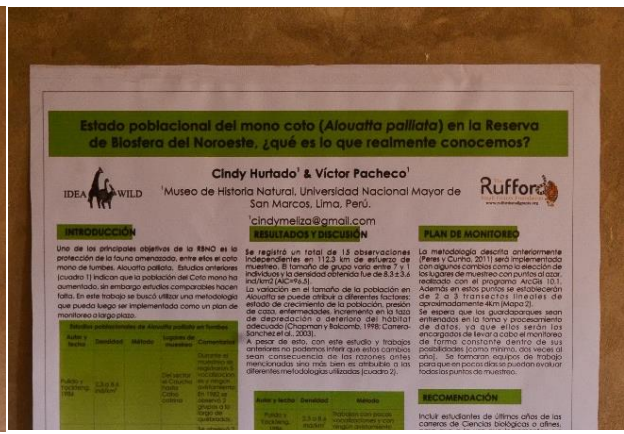 Estado poblacional del mono coto (Alouatta palliata) en la Reserva
de Biosfera del Noroeste, ¿qué es lo que realmente conocemos?
IDEA WILD
Cindy Hurtado¹ & Víctor Pacheco¹
¹Museo de Historia Natural, Universidad Nacional Mayor de
San Marcos, Lima, Perú.
¹cindymeliza@gmail.com
Rufford
INTRODUCCIÓN
Uno de los principales objetivos de la RBNO es la
protección de la fauna amenazada, entre ellos el coto
mono de tumbes, Alouatta palliata. Estudios anteriores
(cuadro 1) indican que la población del Coto mono ha
aumentado, sin embargo estudios comparables hacen
falta. En este trabajo se buscó utilizar una metodología
que pueda luego ser implementada como un plan de
monitoreo a largo plazo.
Estudios poblacionales de Alouatta palliata en Tumbes
Autor y fecha
Densidad
Método
Lugares de muestreo
Comentarios
RESULTADOS Y DISCUSIÓN
Se registró un total de 15 observaciones
independientes en 112.3 km de esfuerzo de
muestreo. El tamaño de grupo varió entre 7 y 1
individuos y la densidad obtenida fue de 8.3±3.6
ind/km2 (AIC=96.5).
La variación en el tamaño de la población en
Alouatta se puede atribuir a diferentes factores:
estado de crecimiento de la población, presión
de caza, enfermedades, incremento en la tasa
de depredación o deterioro del hábitat
adecuado (Chapman y Balcomb, 1998; Carrera-
Sanchez et al., 2003).
A pesar de esto, con este estudio y trabajos
anteriores no podemos inferir que estos cambios
sean consecuencia de las razones antes
mencionadas sino más bien es atribuible a las
diferentes metodologías utilizadas (cuadro 2).
Autor y fecha
Densidad
Método
PLAN DE MONITOREO
La metodología descrita anteriormente
(Peres y Cunha, 2011) será implementada
con algunos cambios como la elección de
los lugares de muestreo con puntos al azar,
realizado con el programa ArcGis 10.1.
Además en estos puntos se establecerán
de 2 a 3 transectos lineales de
aproximadamente 4km (Mapa 2).
Se espera que los guardaparques sean
entrenados en la toma y procesamiento
de datos, ya que ellos serán los
encargados de llevar a cabo el monitoreo
de forma constante dentro de sus
posibilidades (como mínimo, dos veces al
año). Se formaran equipos de trabajo
para que en pocos días se puedan evaluar
todos los puntos de muestreo.
RECOMENDACIÓN
Incluir estudiantes de últimos años de las
carreras de Ciencias biológicas o afines.